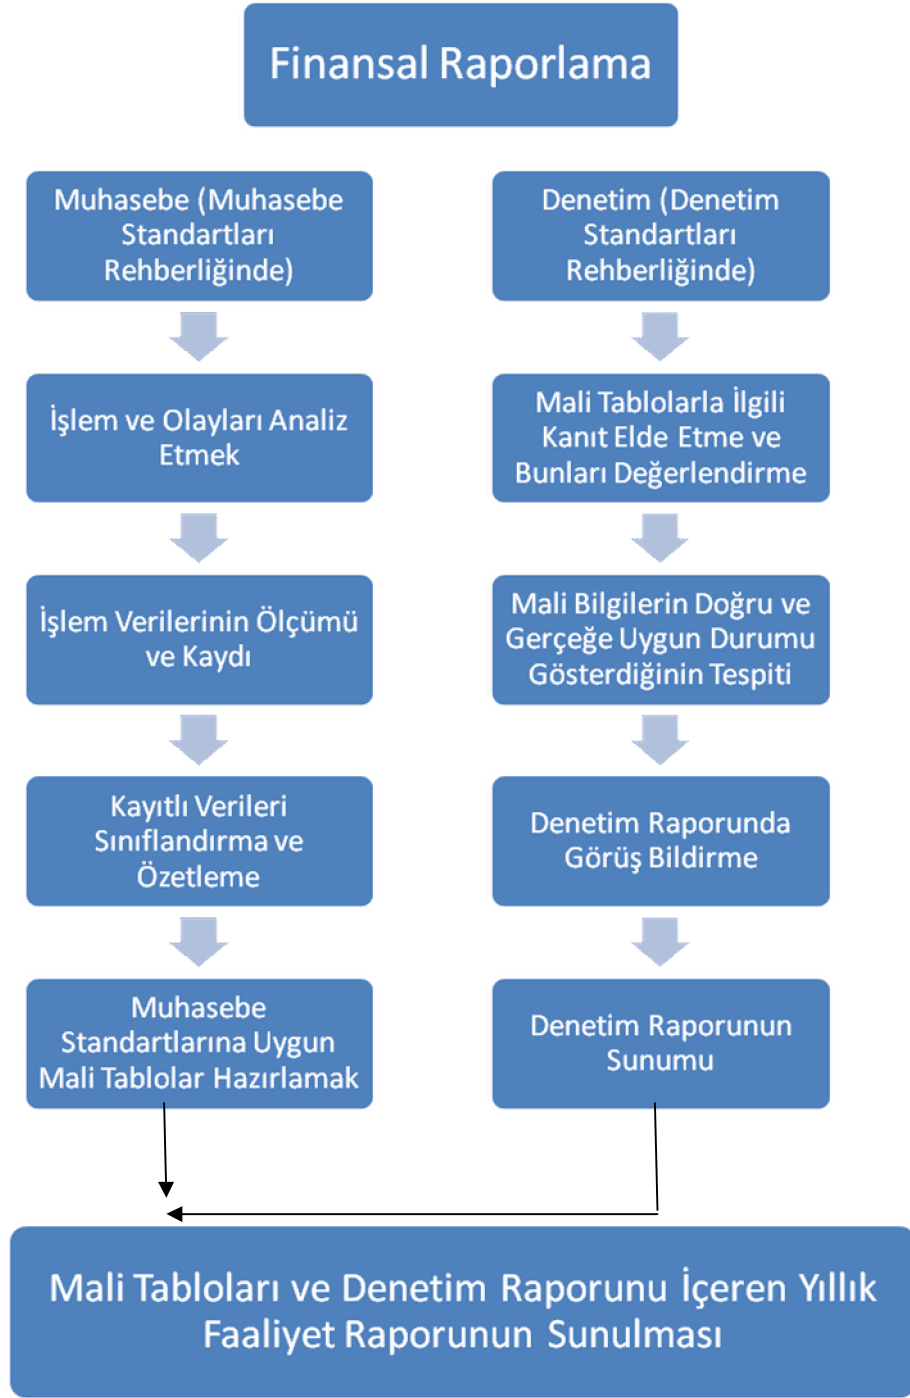 Finansal Raporlama
Muhasebe (Muhasebe
Standartları
Rehberliğinde)
İşlem ve Olayları Analiz
Etmek
İşlem Verilerinin Ölçümü
ve Kaydı
Kayıtlı Verileri
Sınıflandırma ve
Özetleme
Muhasebe
Standartlarına Uygun
Mali Tablolar Hazırlamak
Denetim (Denetim
Standartları
Rehberliğinde)
Mali Tablolarla İlgili
Kanıt Elde Etme ve
Bunları Değerlendirme
Mali Bilgilerin Doğru ve
Gerçeğe Uygun Durumu
Gösterdiğinin Tespiti
Denetim Raporunda
Görüş Bildirme
Denetim Raporunun
Sunumu
Mali Tabloları ve Denetim Raporunu İçeren Yıllık
Faaliyet Raporunun Sunulması